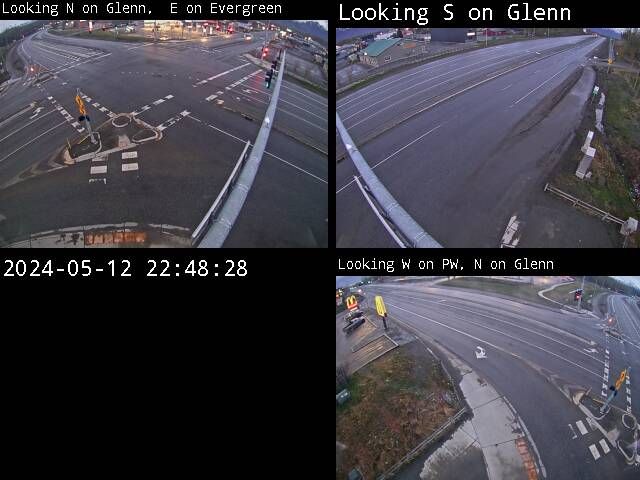 Looking N on Glenn,  E on Evergreen
Looking S on Glenn
2024-05-12 22:48:28
Looking W on PW, N on Glenn